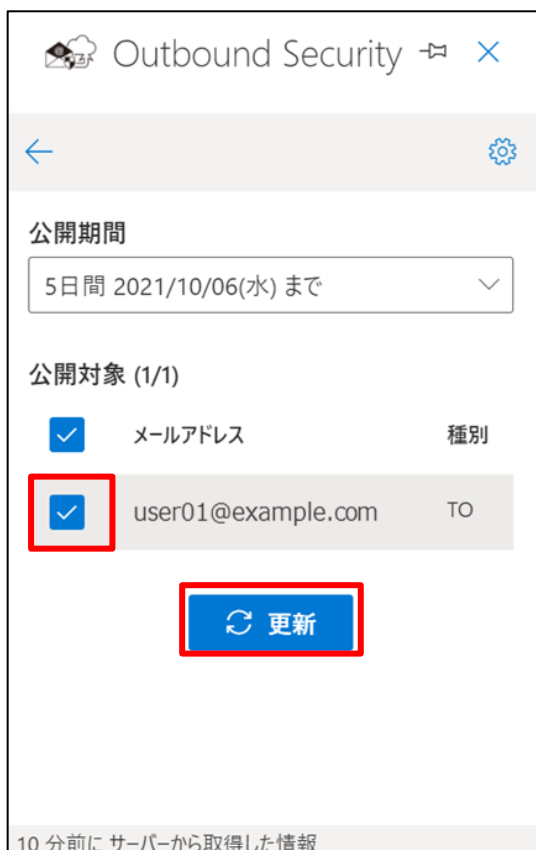 Outbound Security
公開期間
5日間 2021/10/06(水) まで
公開対象 (1/1)
メールアドレス 種別
user01@example.com TO
更新
10 分前に サーバーから取得した情報